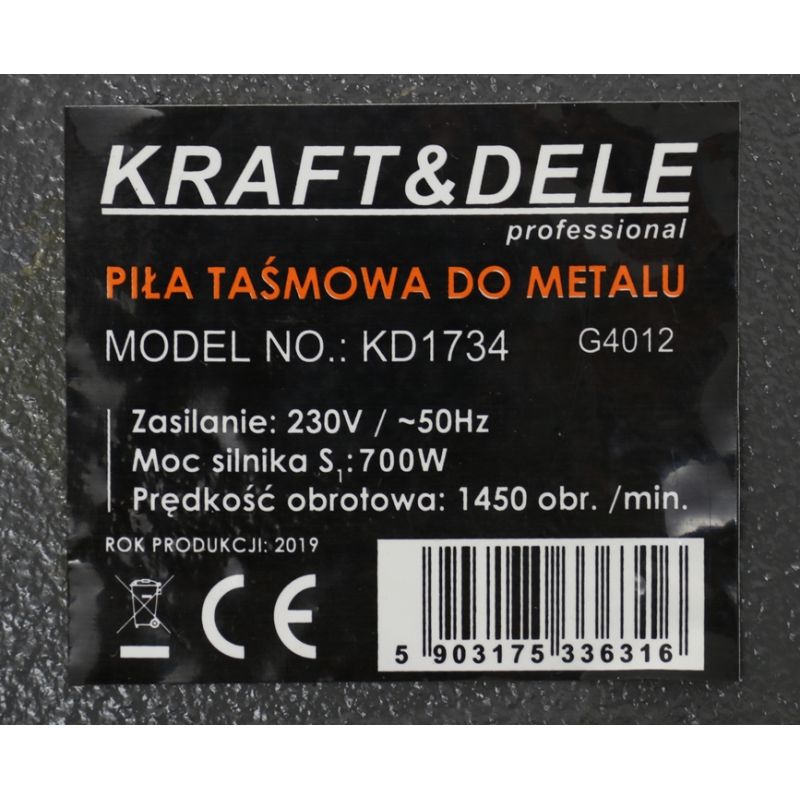 KRAFT&DELE
professional
PIŁA TAŚMOWA DO METALU
MODEL NO.: KD1734 G4012
Zasilanie: 230V / ~50Hz
Moc silnika S₁: 700W
Prędkość obrotowa: 1450 obr. /min.
ROK PRODUKCJI: 2019
CE
5 903175 336316